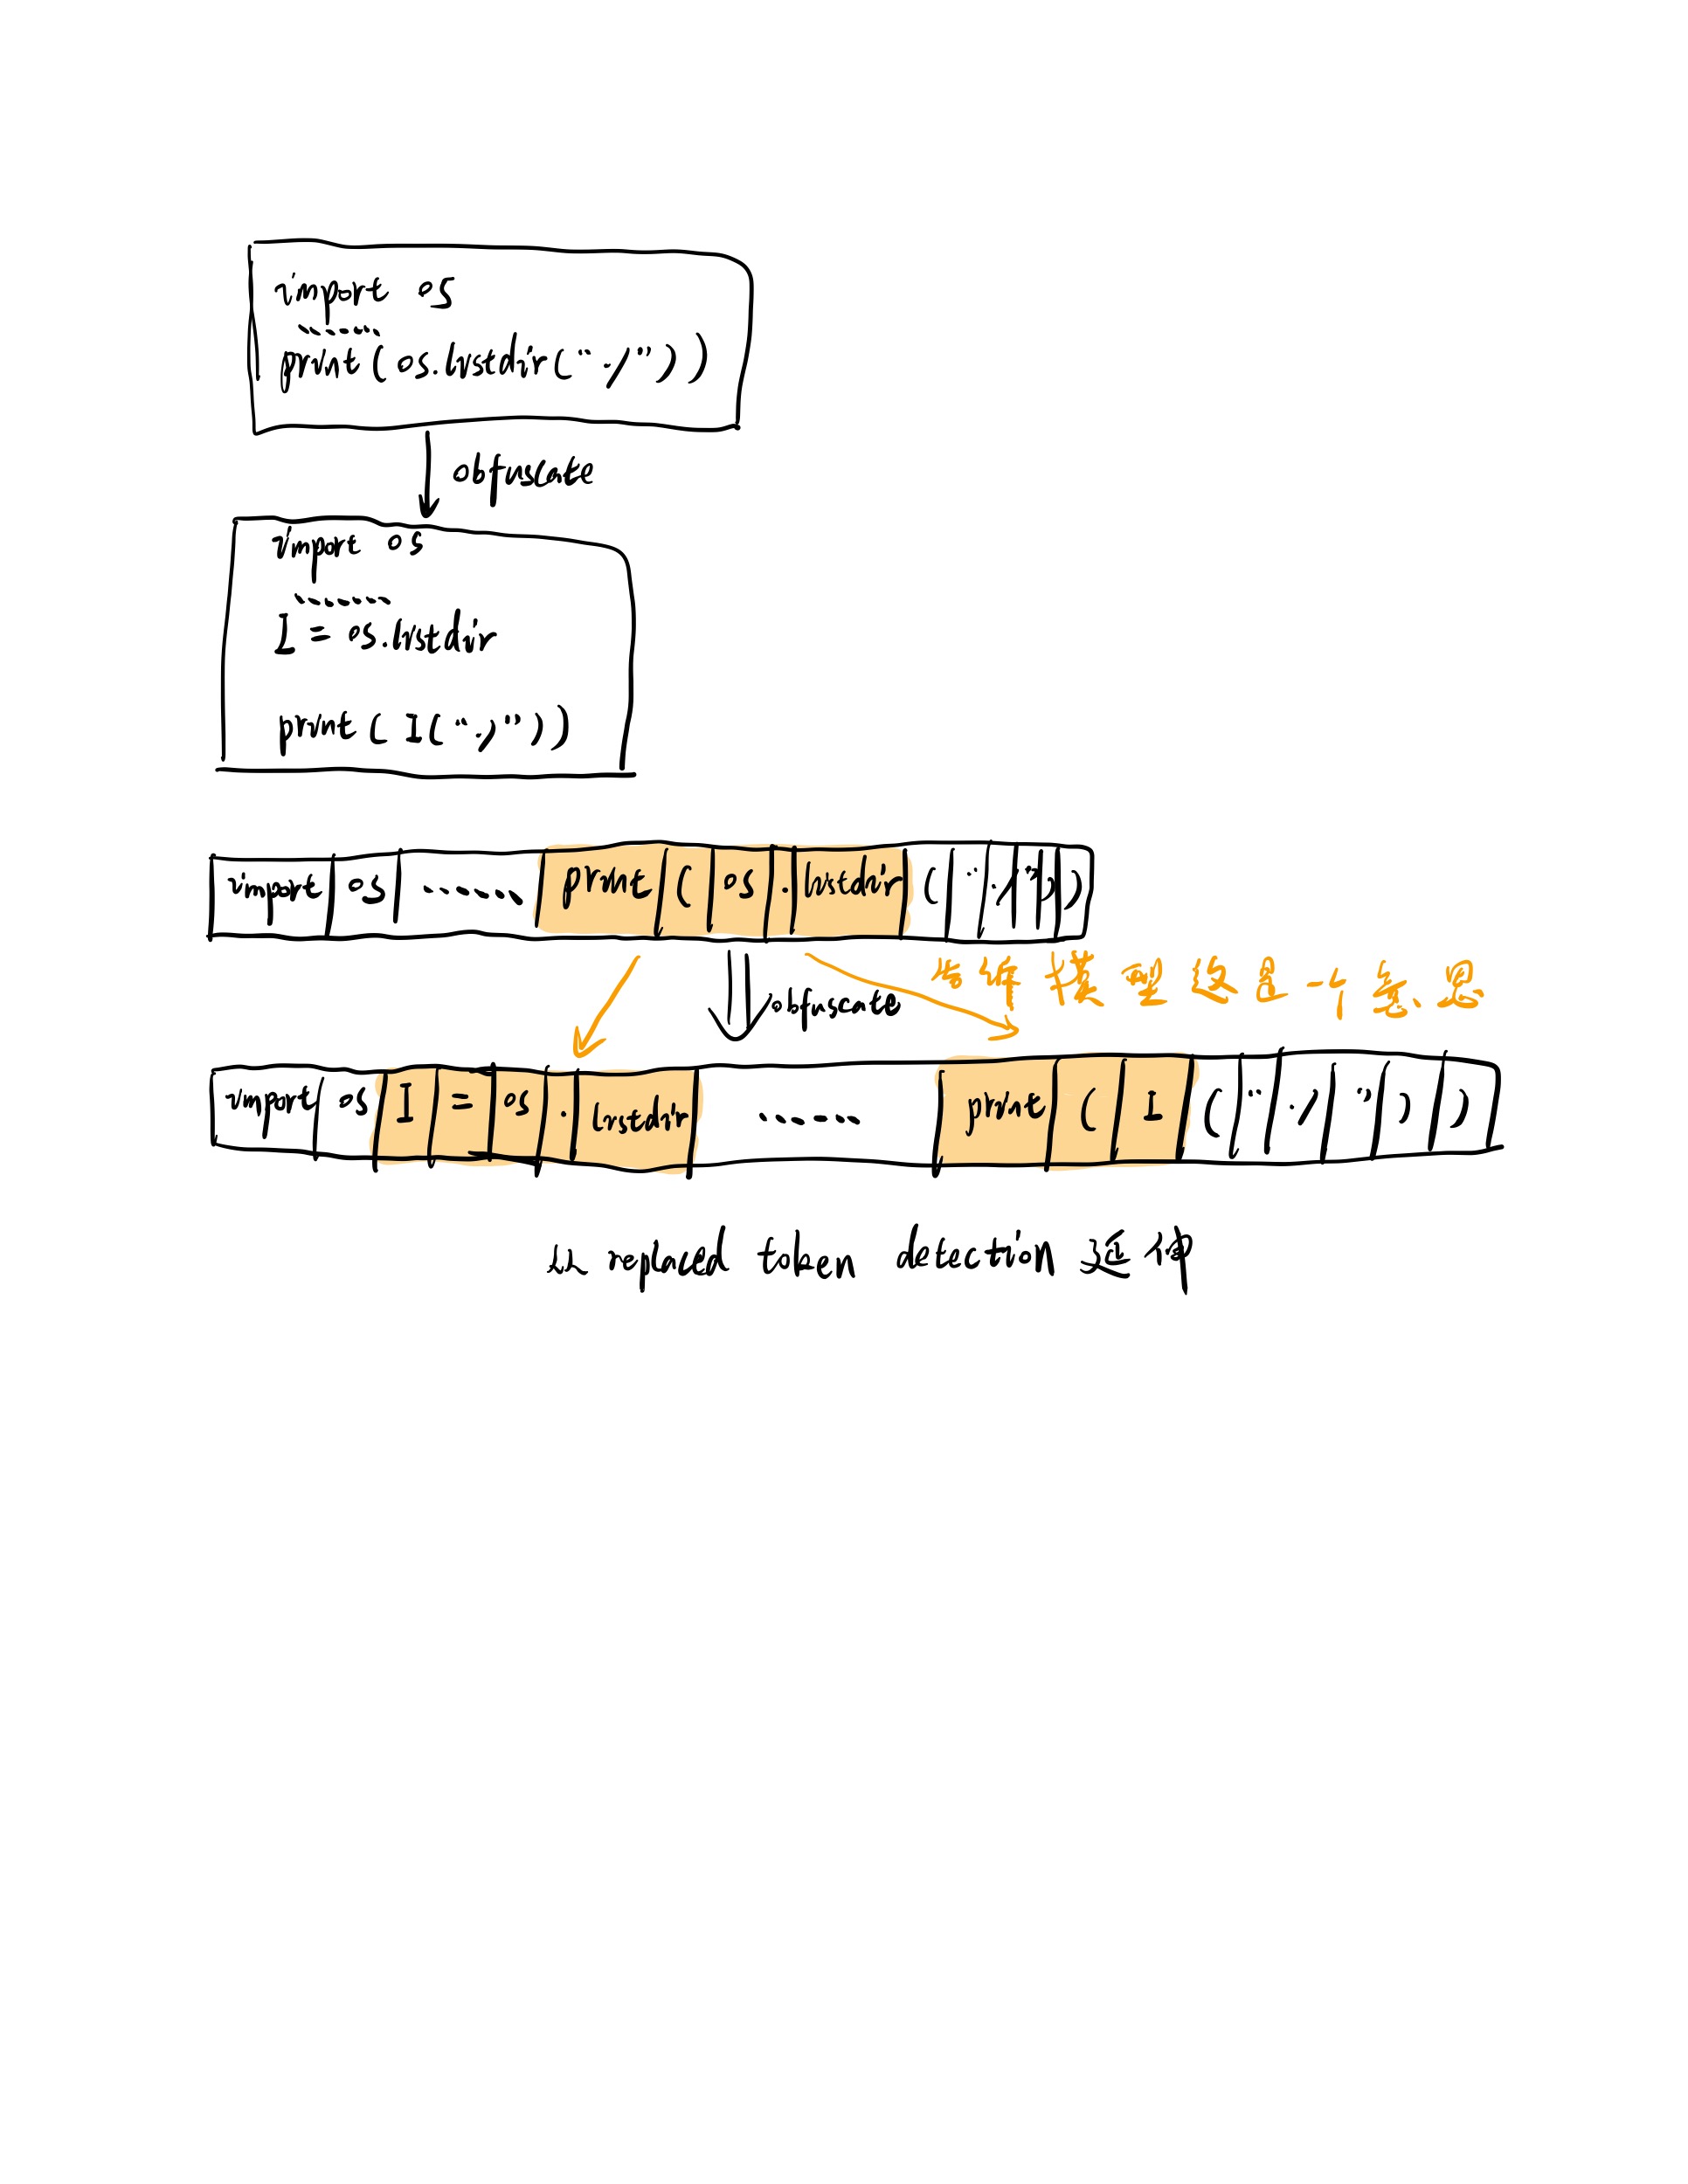 import os
......
print(os.listdir("./"))
obfuscate
import os
......
I = os.listdir
print( I("./"))
import os ...... print ( os . listdir ( " ./ " ) )
obfuscate
告诉模型这是一个意思
import os I = os . listdir ...... print ( I ( " ./ " ) )
从 replaced token detection 延伸